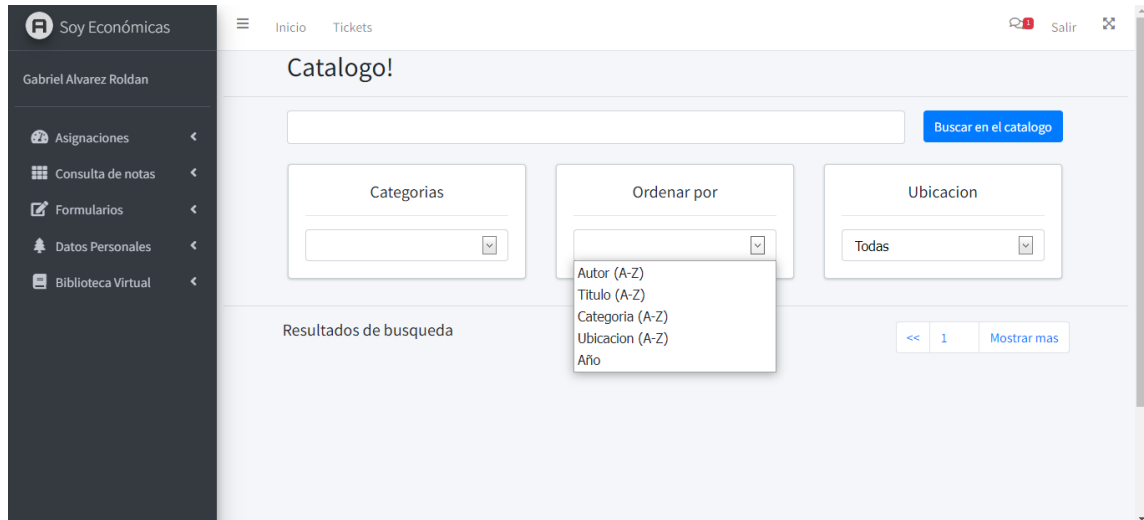 Soy Económicas
Inicio Tickets
1 Salir
Gabriel Alvarez Roldan
Asignaciones
Consulta de notas
Formularios
Datos Personales
Biblioteca Virtual
Catalogo!
Buscar en el catalogo
Categorias
Ordenar por
Autor (A-Z)
Titulo (A-Z)
Categoria (A-Z)
Ubicacion (A-Z)
Año
Ubicacion
Todas
Resultados de busqueda
<< 1 Mostrar mas